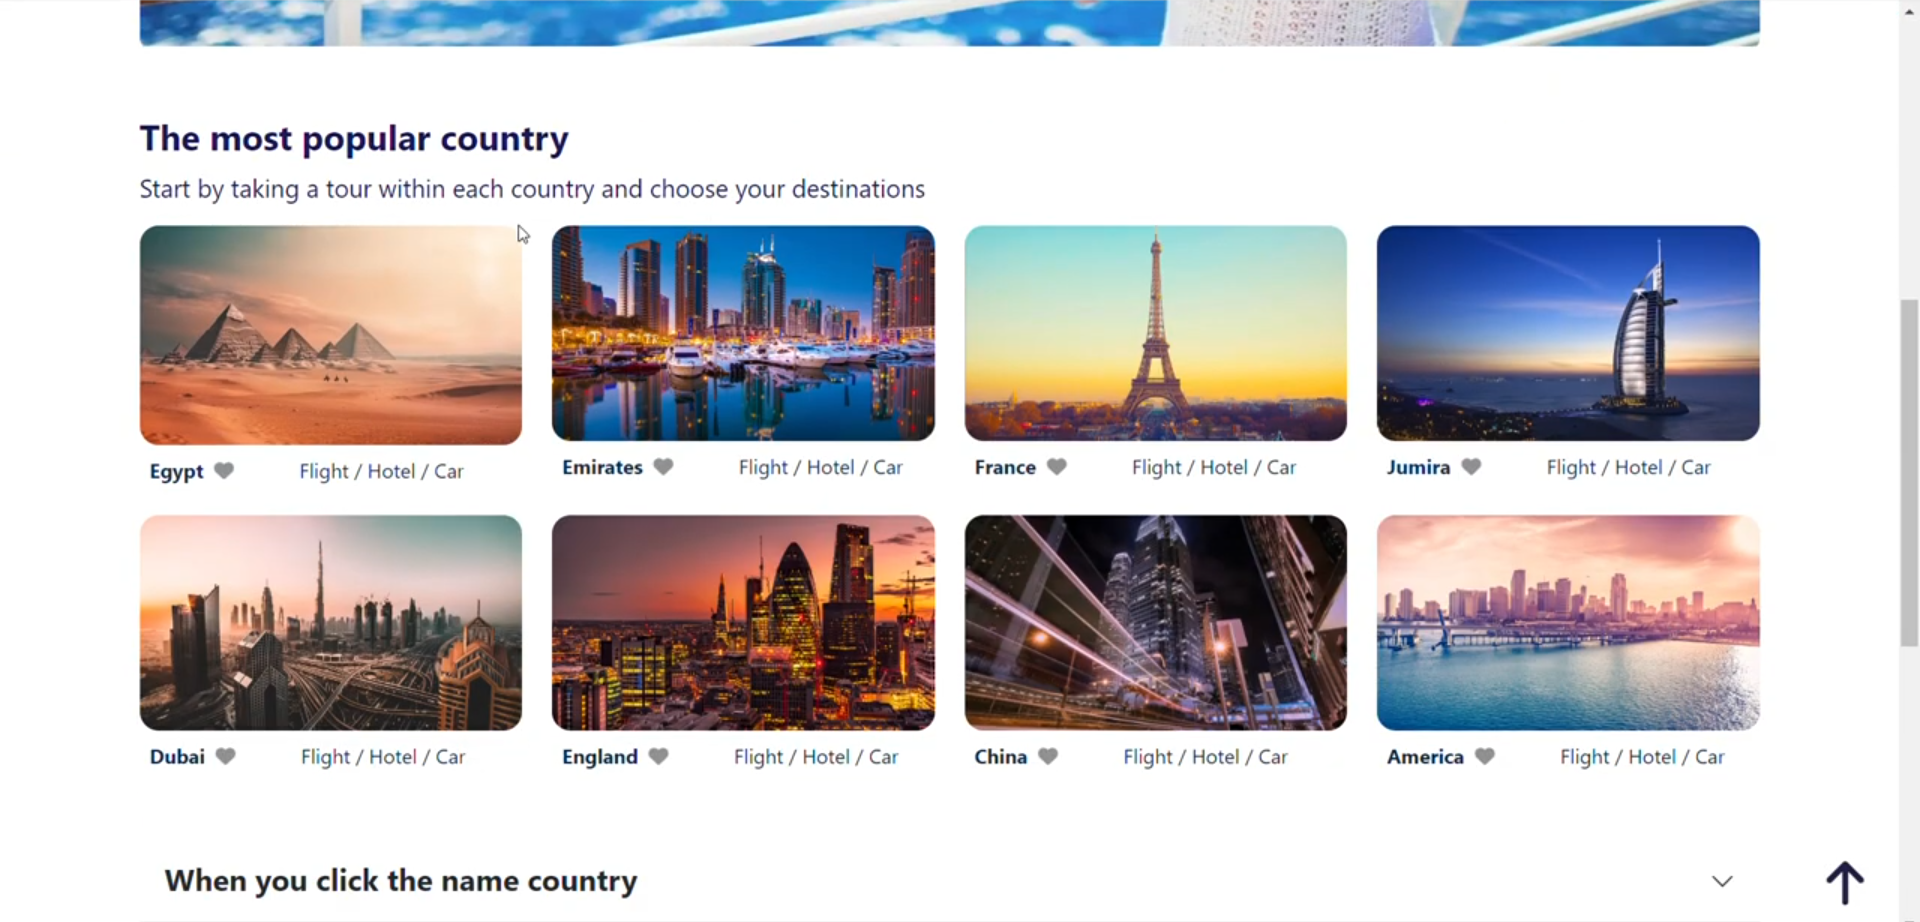 The most popular country
Start by taking a tour within each country and choose your destinations
Egypt Flight / Hotel / Car
Emirates Flight / Hotel / Car
France Flight / Hotel / Car
Jumira Flight / Hotel / Car
Dubai Flight / Hotel / Car
England Flight / Hotel / Car
China Flight / Hotel / Car
America Flight / Hotel / Car
When you click the name country